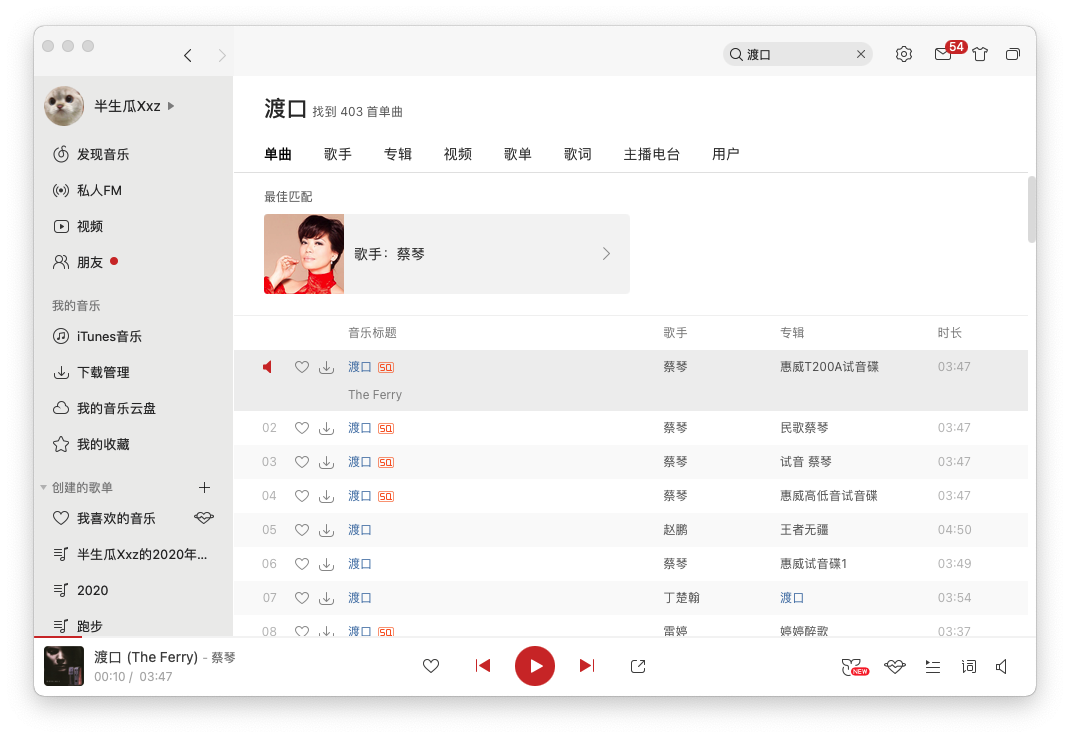 渡口
54
半生瓜Xxz
发现音乐
私人FM
视频
朋友
我的音乐
iTunes音乐
下载管理
我的音乐云盘
我的收藏
创建的歌单
我喜欢的音乐
半生瓜Xxz的2020年...
2020
跑步
渡口 找到 403 首单曲
单曲 歌手 专辑 视频 歌单 歌词 主播电台 用户
最佳匹配
歌手：蔡琴
音乐标题 歌手 专辑 时长
渡口 SQ 蔡琴 惠威T200A试音碟 03:47
The Ferry
02 渡口 SQ 蔡琴 民歌蔡琴 03:47
03 渡口 SQ 蔡琴 试音 蔡琴 03:47
04 渡口 SQ 蔡琴 惠威高低音试音碟 03:47
05 渡口 赵鹏 王者无疆 04:50
06 渡口 蔡琴 惠威试音碟1 03:49
07 渡口 丁楚翰 渡口 03:54
08 渡口 SQ 雷婷 婷婷醉歌 03:37
渡口 (The Ferry) - 蔡琴
00:10 / 03:47
NEW
词